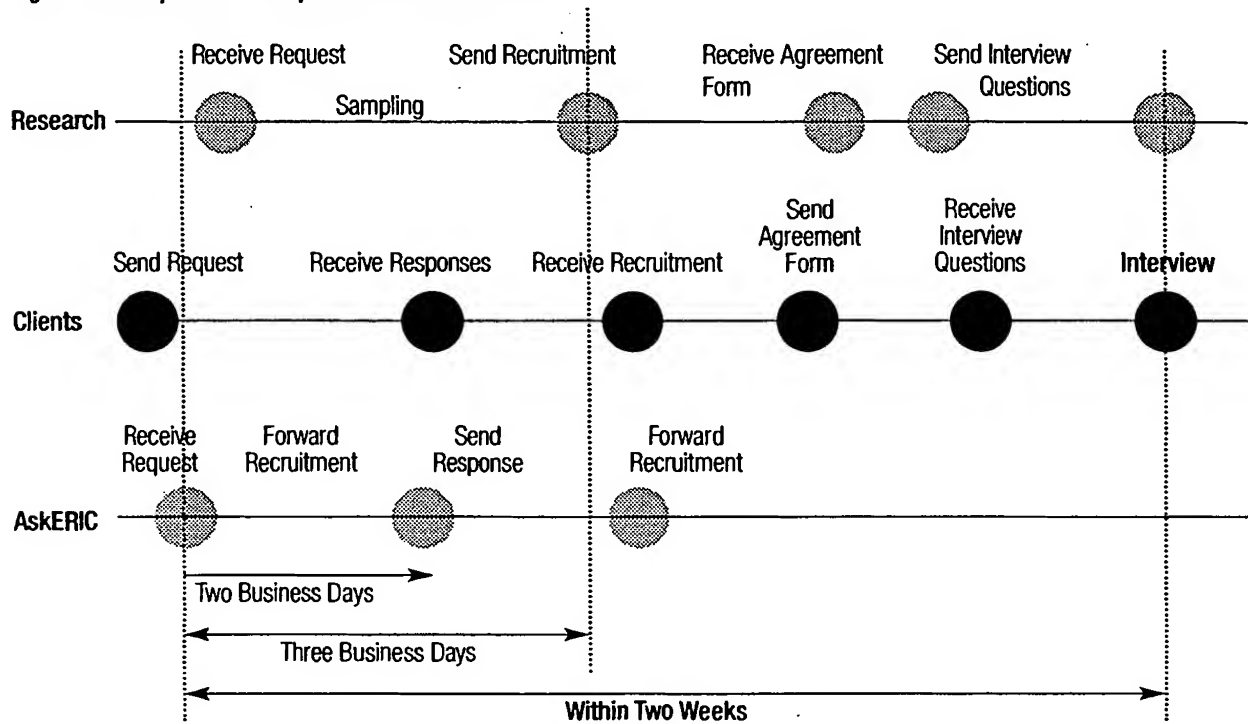 Receive Request
Send Recruitment
Receive Agreement
Form
Send Interview
Questions
Sampling
Research
Send Request
Receive Responses
Receive Recruitment
Send
Agreement
Form
Receive
Interview
Questions
Interview
Clients
Receive
Request
Forward
Recruitment
Send
Response
Forward
Recruitment
AskERIC
Two Business Days
Three Business Days
Within Two Weeks